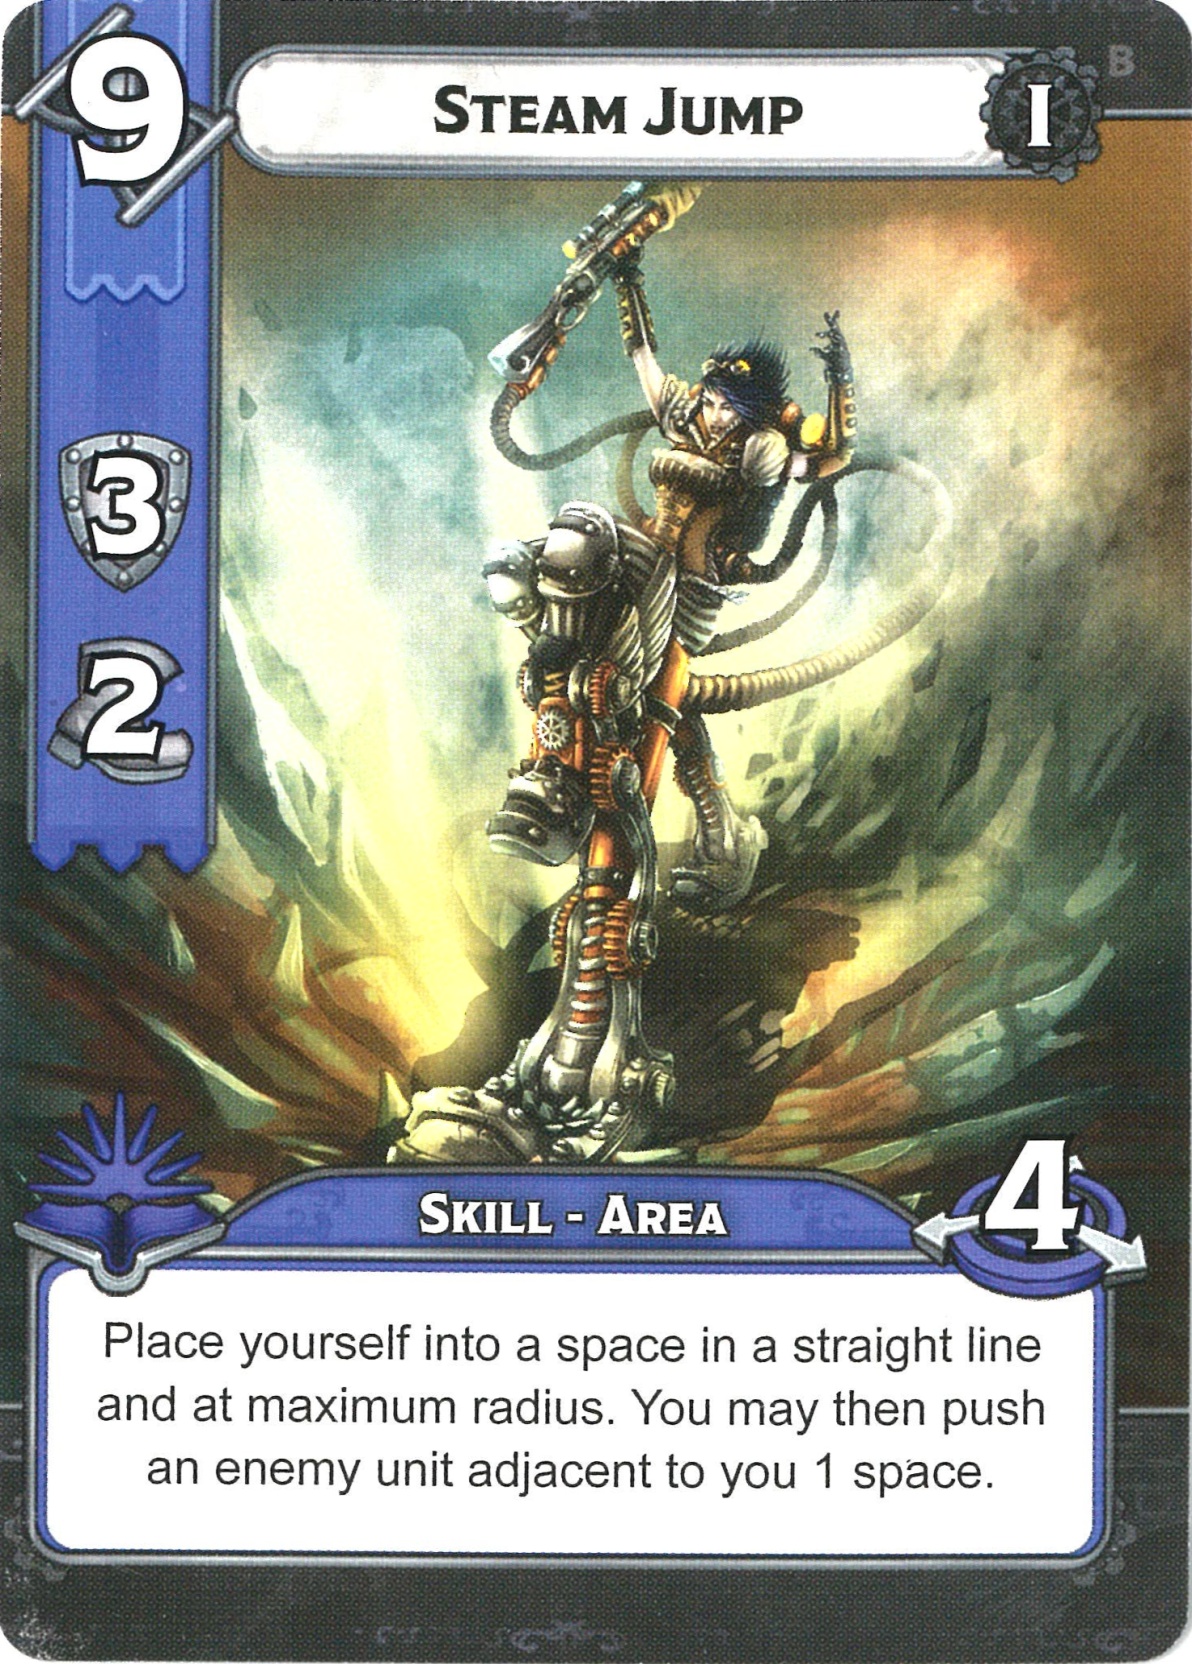 9
STEAM JUMP
I
B
3
2
SKILL - AREA
4
Place yourself into a space in a straight line
and at maximum radius. You may then push
an enemy unit adjacent to you 1 space.